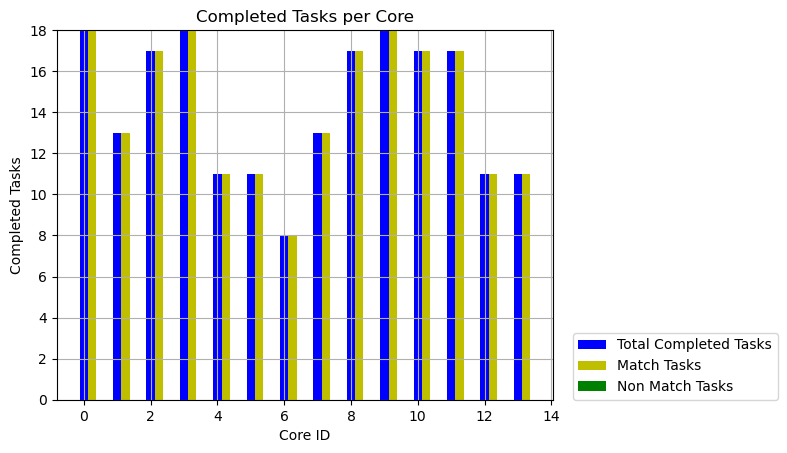 Completed Tasks per Core
Completed Tasks
18
16
14
12
10
8
6
4
2
0
0 2 4 6 8 10 12 14
Core ID
Total Completed Tasks
Match Tasks
Non Match Tasks